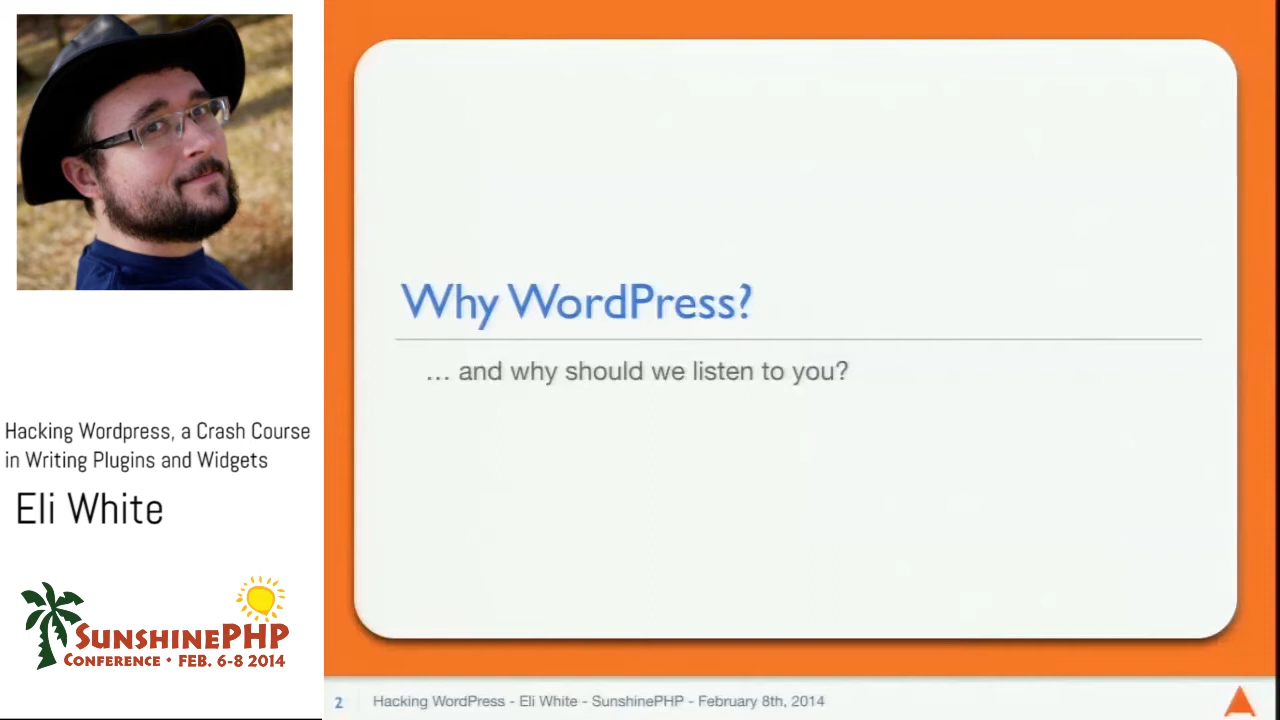 Why WordPress?
… and why should we listen to you?
Hacking Wordpress, a Crash Course
in Writing Plugins and Widgets
Eli White
SUNSHINEPHP
CONFERENCE • FEB. 6-8 2014
2 Hacking WordPress - Eli White - SunshinePHP - February 8th, 2014